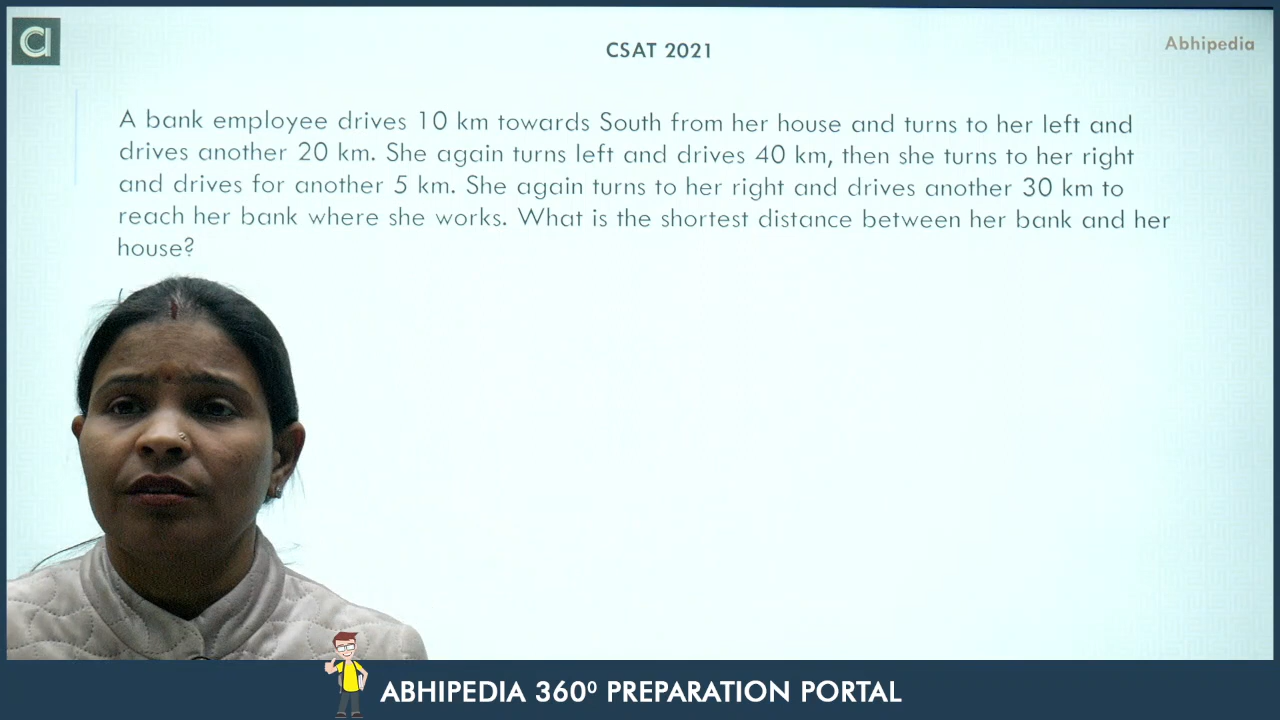 CSAT 2021
Abhipedia
A bank employee drives 10 km towards South from her house and turns to her left and
drives another 20 km. She again turns left and drives 40 km, then she turns to her right
and drives for another 5 km. She again turns to her right and drives another 30 km to
reach her bank where she works. What is the shortest distance between her bank and her
house?
ABHIPEDIA 360º PREPARATION PORTAL